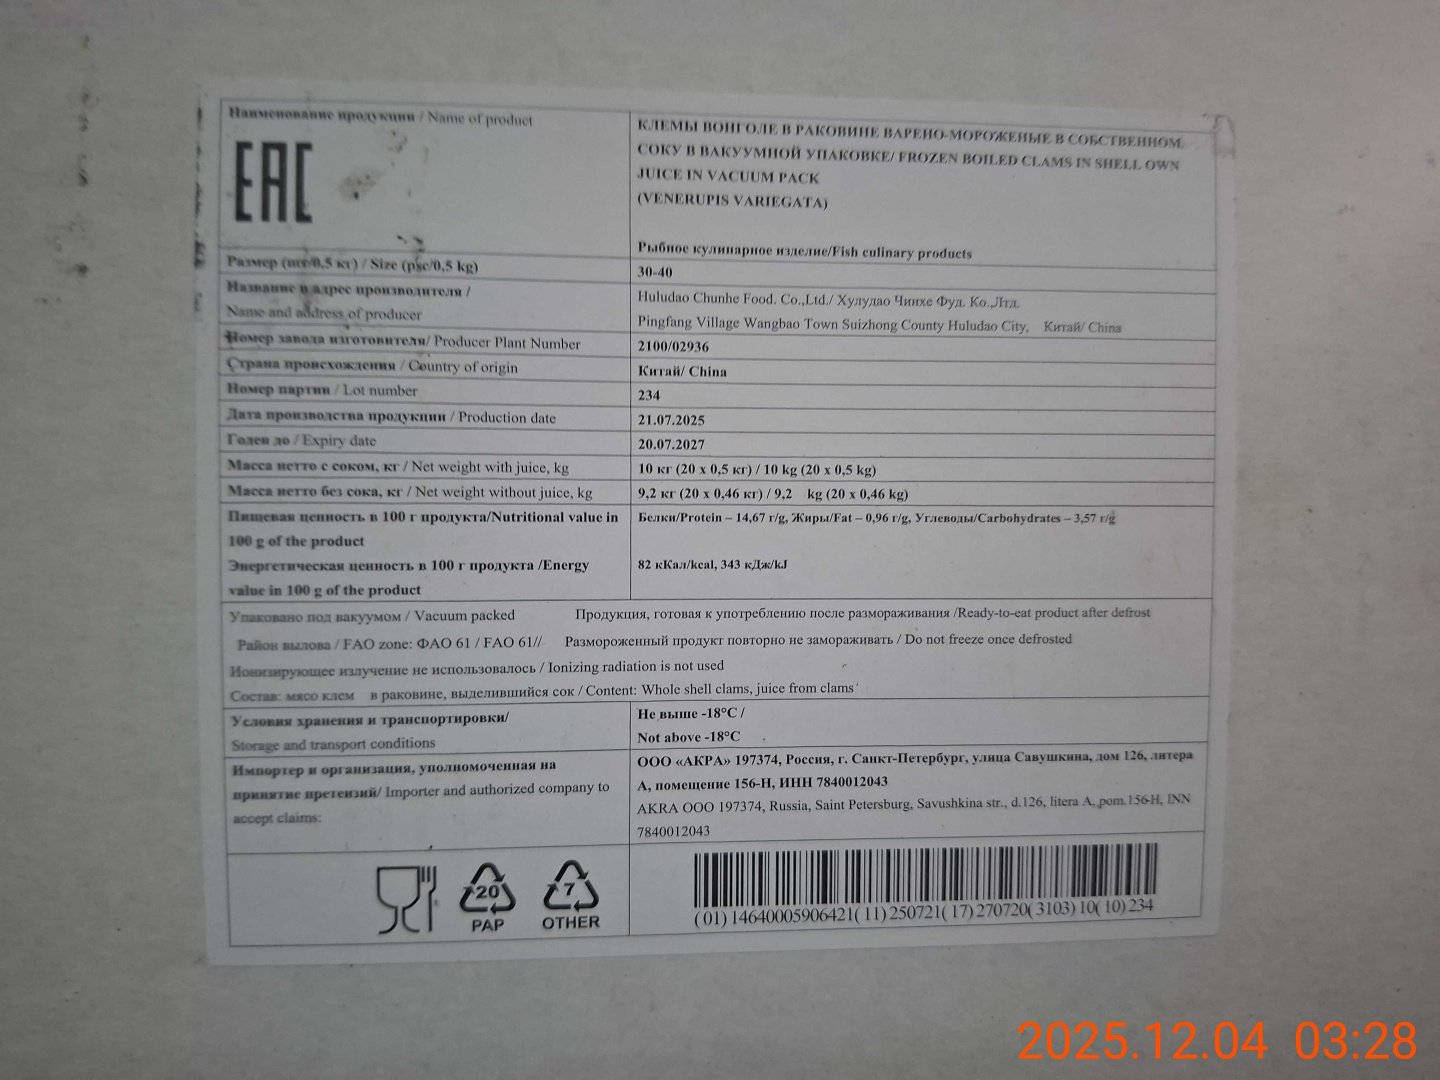 Наименование продукции / Name of product
EAC
КЛЕМЫ ВОНГОЛЕ В РАКОВИНЕ ВАРЕНО-МОРОЖЕНЫЕ В СОБСТВЕННОМ
СОКУ В ВАКУУМНОЙ УПАКОВКЕ/ FROZEN BOILED CLAMS IN SHELL OWN
JUICE IN VACUUM PACK
(VENERUPIS VARIEGATA)
Рыбное кулинарное изделие/Fish culinary products
Размер (шт/0,5 кг) / Size (psc/0,5 kg)
30-40
Название и адрес производителя /
Name and address of producer
Huludao Chunhe Food. Co.,Ltd./ Хулудао Чинхе Фуд. Ко.,Лтд.
Pingfang Village Wangbao Town Suizhong County Huludao City, Китай/ China
Номер завода изготовителя/ Producer Plant Number
2100/02936
Страна происхождения / Country of origin
Китай/ China
Номер партии / Lot number
234
Дата производства продукции / Production date
21.07.2025
Годен до / Expiry date
20.07.2027
Масса нетто с соком, кг / Net weight with juice, kg
10 кг (20 х 0,5 кг) / 10 kg (20 x 0,5 kg)
Масса нетто без сока, кг / Net weight without juice, kg
9,2 кг (20 х 0,46 кг) / 9,2 kg (20 x 0,46 kg)
Пищевая ценность в 100 г продукта/Nutritional value in
100 g of the product
Белки/Protein – 14,67 г/g, Жиры/Fat – 0,96 г/g, Углеводы/Carbohydrates – 3,57 г/g
Энергетическая ценность в 100 г продукта /Energy
value in 100 g of the product
82 кКал/kcal, 343 кДж/kJ
Упаковано под вакуумом / Vacuum packed Продукция, готовая к употреблению после размораживания /Ready-to-eat product after defrost
Район вылова / FAO zone: ФАО 61 / FAO 61// Размороженный продукт повторно не замораживать / Do not freeze once defrosted
Ионизирующее излучение не использовалось / Ionizing radiation is not used
Состав: мясо клем в раковине, выделившийся сок / Content: Whole shell clams, juice from clams
Условия хранения и транспортировки/
Storage and transport conditions
Не выше -18°C /
Not above -18°C
Импортер и организация, уполномоченная на
принятие претензий/ Importer and authorized company to
accept claims:
ООО «АКРА» 197374, Россия, г. Санкт-Петербург, улица Савушкина, дом 126, литера
А, помещение 156-Н, ИНН 7840012043
AKRA OOO 197374, Russia, Saint Petersburg, Savushkina str., d.126, litera A, pom.156-H, INN
7840012043
20
PAP
7
OTHER
(01)14640005906421(11)250721(17)270720(3103)10(10)234
2025.12.04 03:28